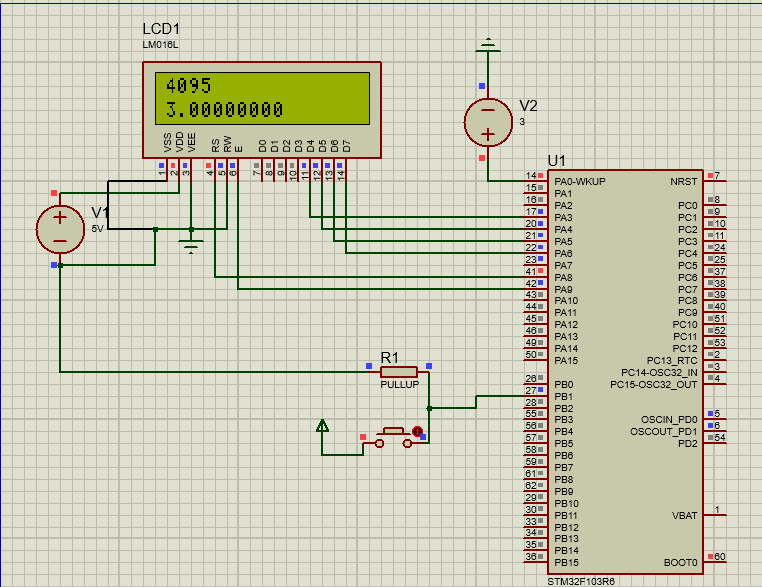 LCD1
LM016L
4095
3.00000000
VSS
VDD
VEE
RS
RW
E
D0
D1
D2
D3
D4
D5
D6
D7
1
2
3
4
5
6
7
8
9
10
11
12
13
14
V1
5V
V2
3
R1
PULLUP
U1
14 PA0-WKUP
15 PA1
16 PA2
17 PA3
20 PA4
21 PA5
22 PA6
23 PA7
41 PA8
42 PA9
43 PA10
44 PA11
45 PA12
46 PA13
49 PA14
50 PA15
26 PB0
27 PB1
28 PB2
55 PB3
56 PB4
57 PB5
58 PB6
59 PB7
61 PB8
62 PB9
29 PB10
30 PB11
33 PB12
34 PB13
35 PB14
36 PB15
NRST 7
PC0 8
PC1 9
PC2 10
PC3 11
PC4 24
PC5 25
PC6 37
PC7 38
PC8 39
PC9 40
PC10 51
PC11 52
PC12 53
PC13_RTC 2
PC14-OSC32_IN 3
PC15-OSC32_OUT 4
OSCIN_PD0 5
OSCOUT_PD1 6
PD2 54
VBAT 1
BOOT0 60
STM32F103R6